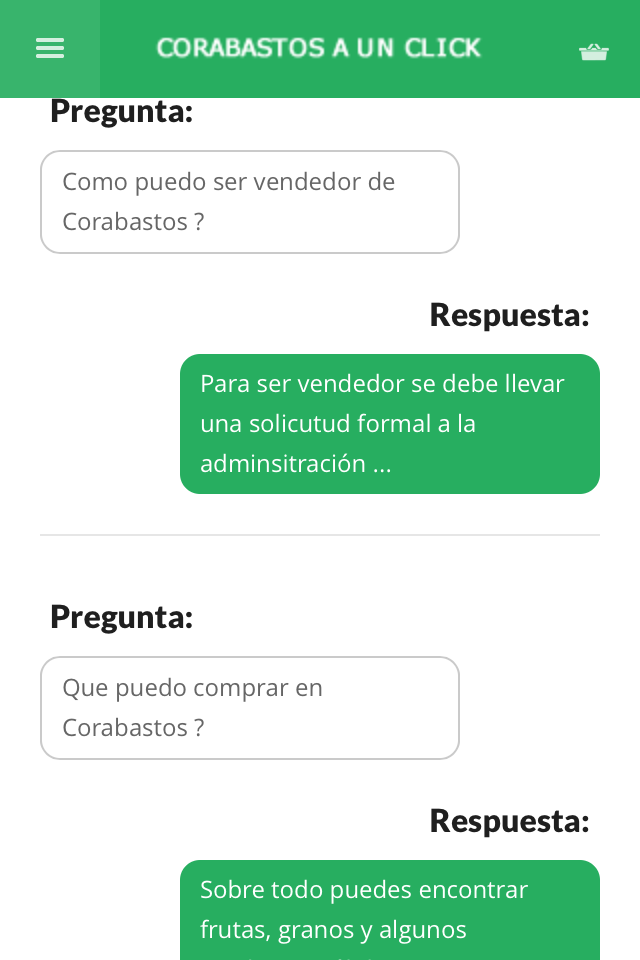 CORABASTOS A UN CLICK
Pregunta:
Como puedo ser vendedor de
Corabastos ?
Respuesta:
Para ser vendedor se debe llevar
una solicutud formal a la
adminsitración ...
Pregunta:
Que puedo comprar en
Corabastos ?
Respuesta:
Sobre todo puedes encontrar
frutas, granos y algunos